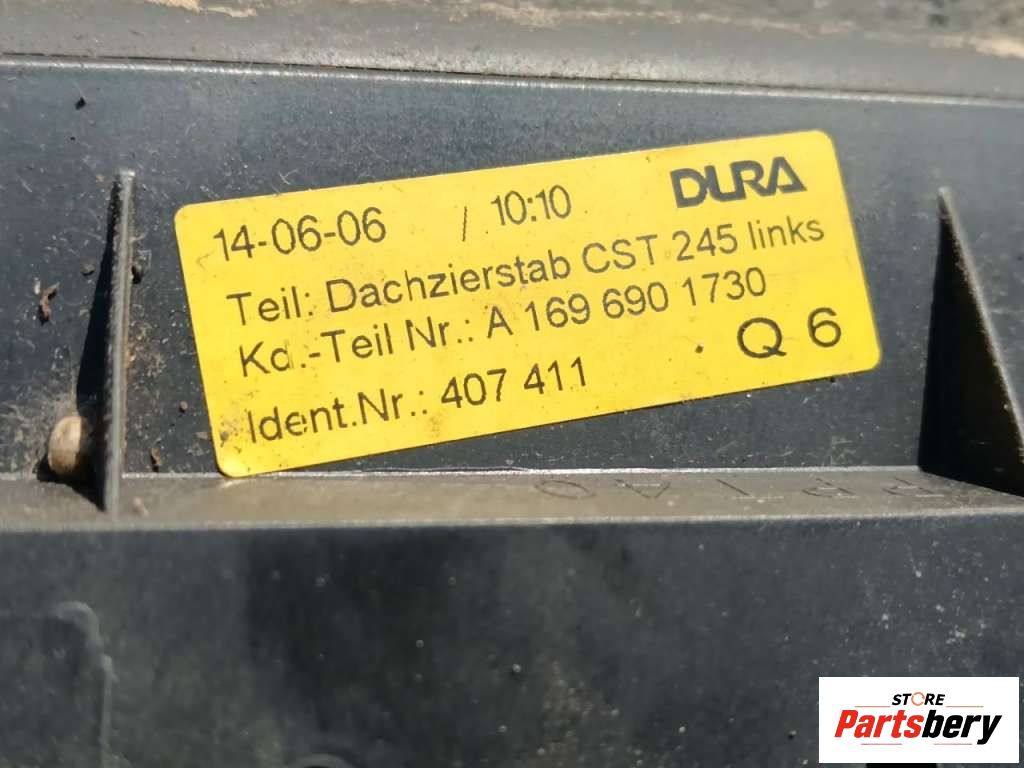 14-06-06 / 10:10 DURA
Teil: Dachzierstab CST 245 links
Kd.-Teil Nr.: A 169 690 1730
Ident.Nr.: 407 411 Q 6
STORE
Partsbery